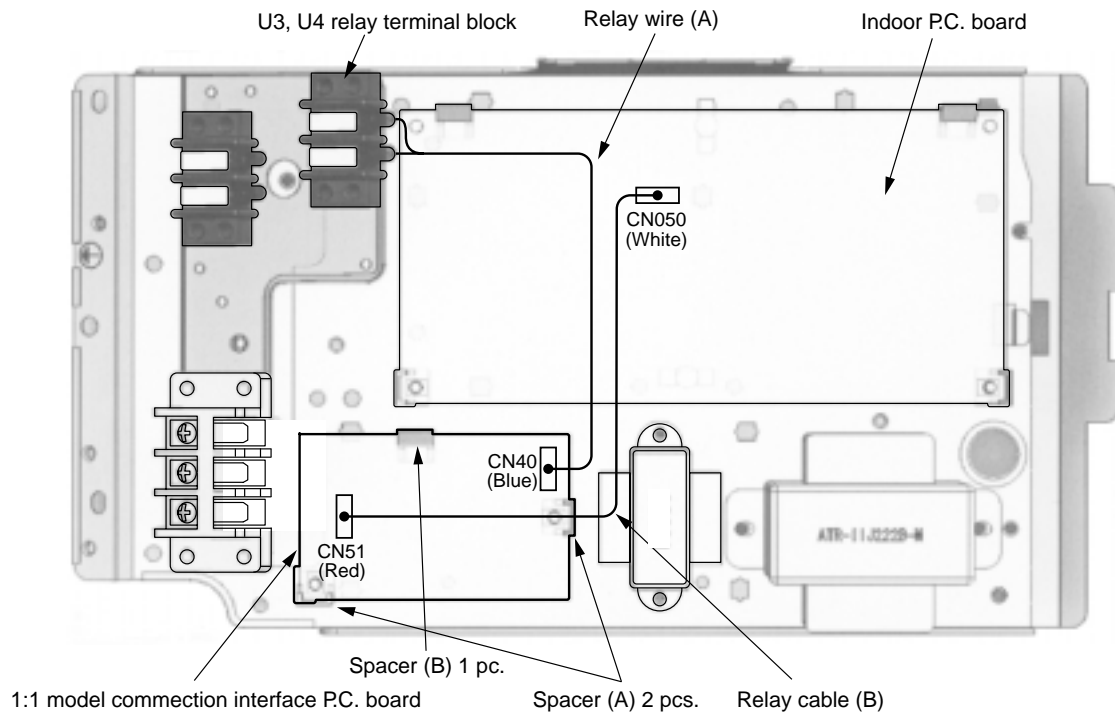 U3, U4 relay terminal block
Relay wire (A)
Indoor P.C. board
CN050
(White)
CN40
(Blue)
CN51
(Red)
ATR-IIJ222B-M
Spacer (B) 1 pc.
1:1 model commection interface P.C. board
Spacer (A) 2 pcs.
Relay cable (B)